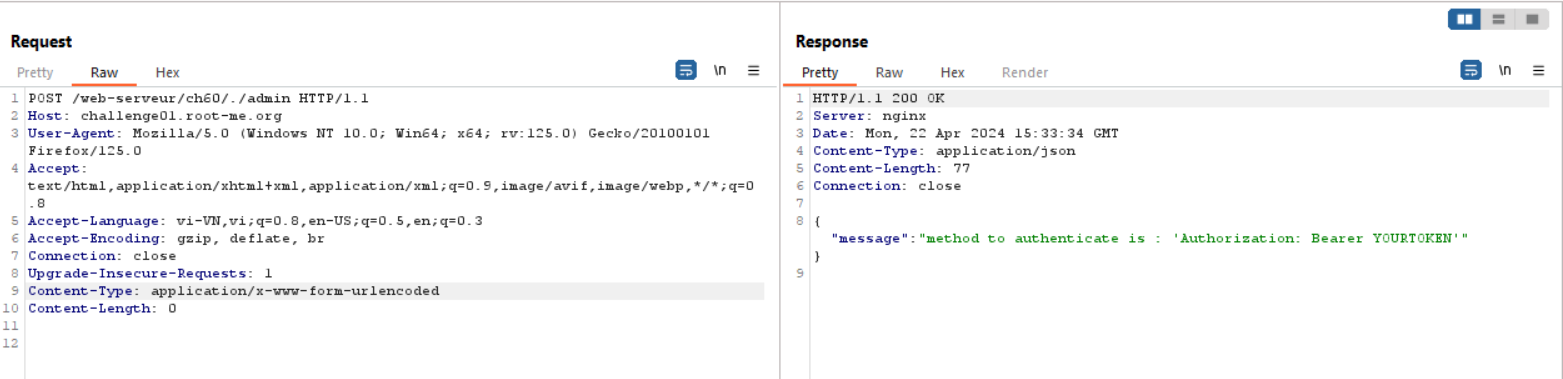 Request
Pretty Raw Hex \n
1 POST /web-serveur/ch60/./admin HTTP/1.1
2 Host: challenge01.root-me.org
3 User-Agent: Mozilla/5.0 (Windows NT 10.0; Win64; x64; rv:125.0) Gecko/20100101
Firefox/125.0
4 Accept:
text/html,application/xhtml+xml,application/xml;q=0.9,image/avif,image/webp,*/*;q=0
.8
5 Accept-Language: vi-VN,vi;q=0.8,en-US;q=0.5,en;q=0.3
6 Accept-Encoding: gzip, deflate, br
7 Connection: close
8 Upgrade-Insecure-Requests: 1
9 Content-Type: application/x-www-form-urlencoded
10 Content-Length: 0
11
12
Response
Pretty Raw Hex Render \n
1 HTTP/1.1 200 OK
2 Server: nginx
3 Date: Mon, 22 Apr 2024 15:33:34 GMT
4 Content-Type: application/json
5 Content-Length: 77
6 Connection: close
7
8 {
"message":"method to authenticate is : 'Authorization: Bearer YOURTOKEN'"
}
9